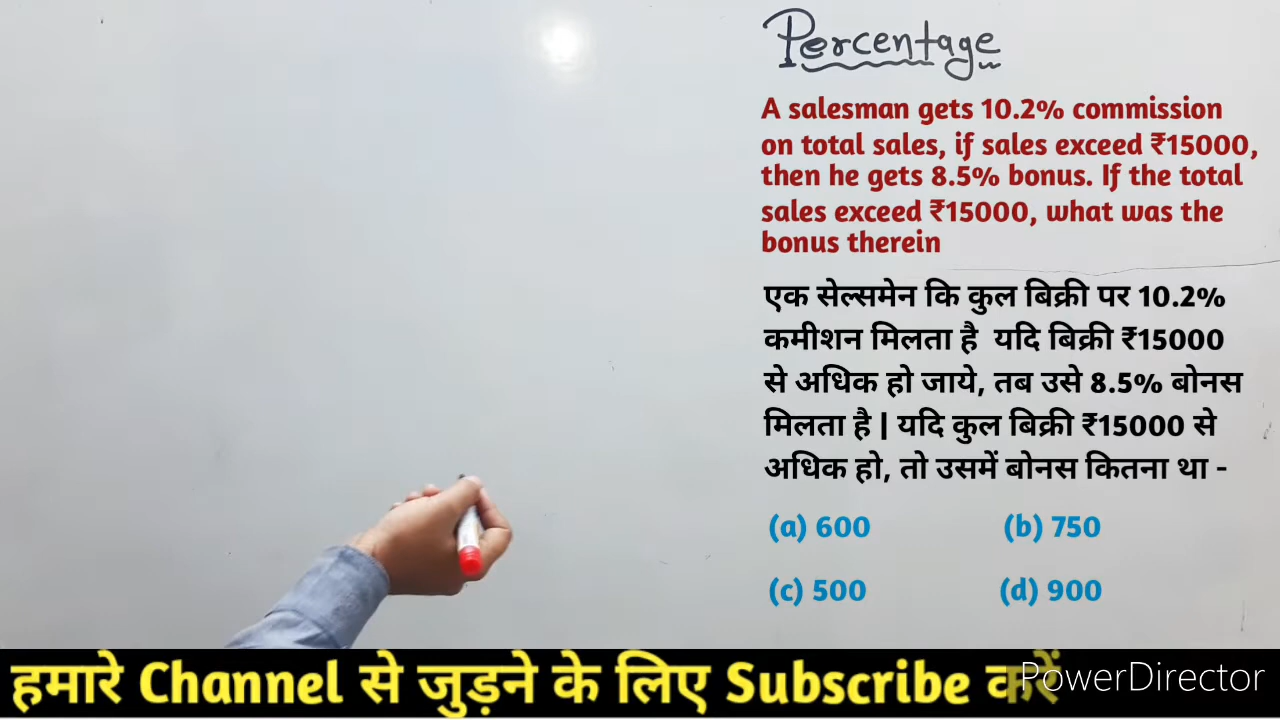 Percentage
A salesman gets 10.2% commission
on total sales, if sales exceed ₹15000,
then he gets 8.5% bonus. If the total
sales exceed ₹15000, what was the
bonus therein
एक सेल्समेन कि कुल बिक्री पर 10.2%
कमीशन मिलता है यदि बिक्री ₹15000
से अधिक हो जाये, तब उसे 8.5% बोनस
मिलता है | यदि कुल बिक्री ₹15000 से
अधिक हो, तो उसमें बोनस कितना था -
(a) 600 (b) 750
(c) 500 (d) 900
हमारे Channel से जुड़ने के लिए Subscribe करें
PowerDirector